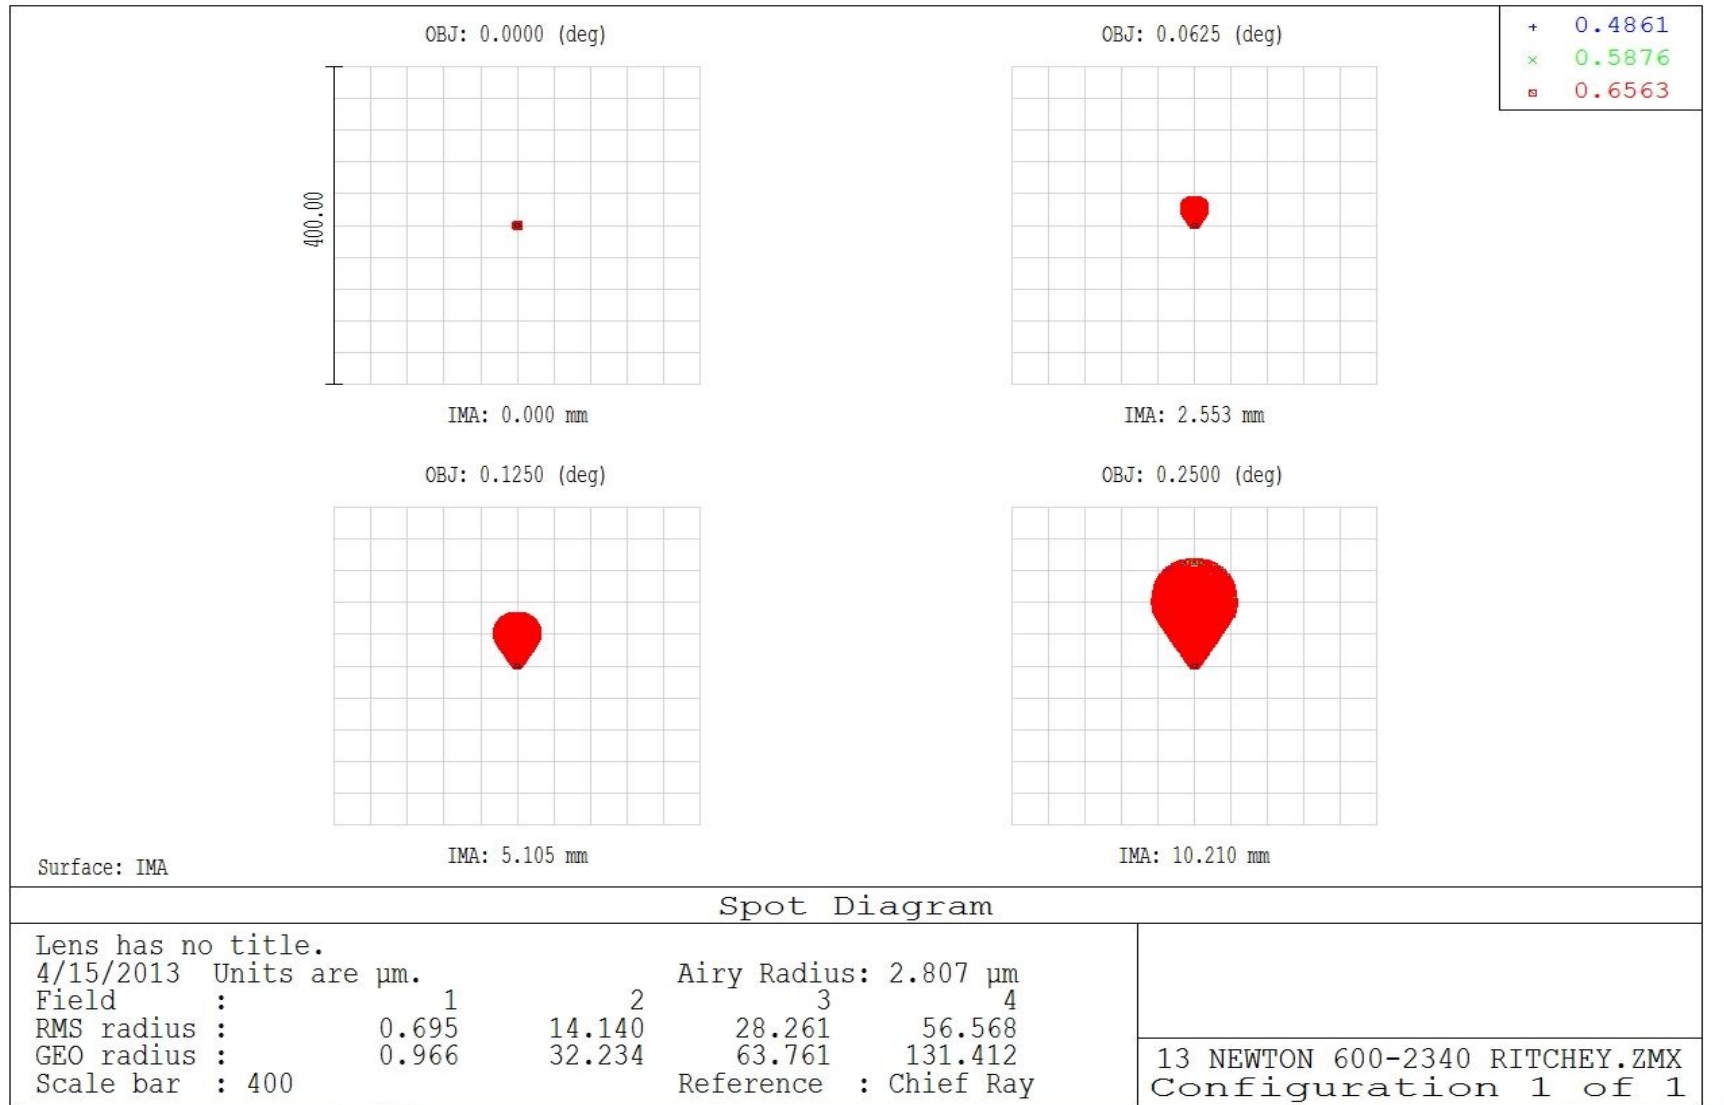 OBJ: 0.0000 (deg)
OBJ: 0.0625 (deg)
+ 0.4861
× 0.5876
0.6563
400.00
IMA: 0.000 mm
IMA: 2.553 mm
OBJ: 0.1250 (deg)
OBJ: 0.2500 (deg)
IMA: 5.105 mm
IMA: 10.210 mm
Surface: IMA
Spot Diagram
Lens has no title.
4/15/2013 Units are µm. Airy Radius: 2.807 µm
Field : 1 2 3 4
RMS radius : 0.695 14.140 28.261 56.568
GEO radius : 0.966 32.234 63.761 131.412
Scale bar : 400 Reference : Chief Ray
13 NEWTON 600-2340 RITCHEY.ZMX
Configuration 1 of 1